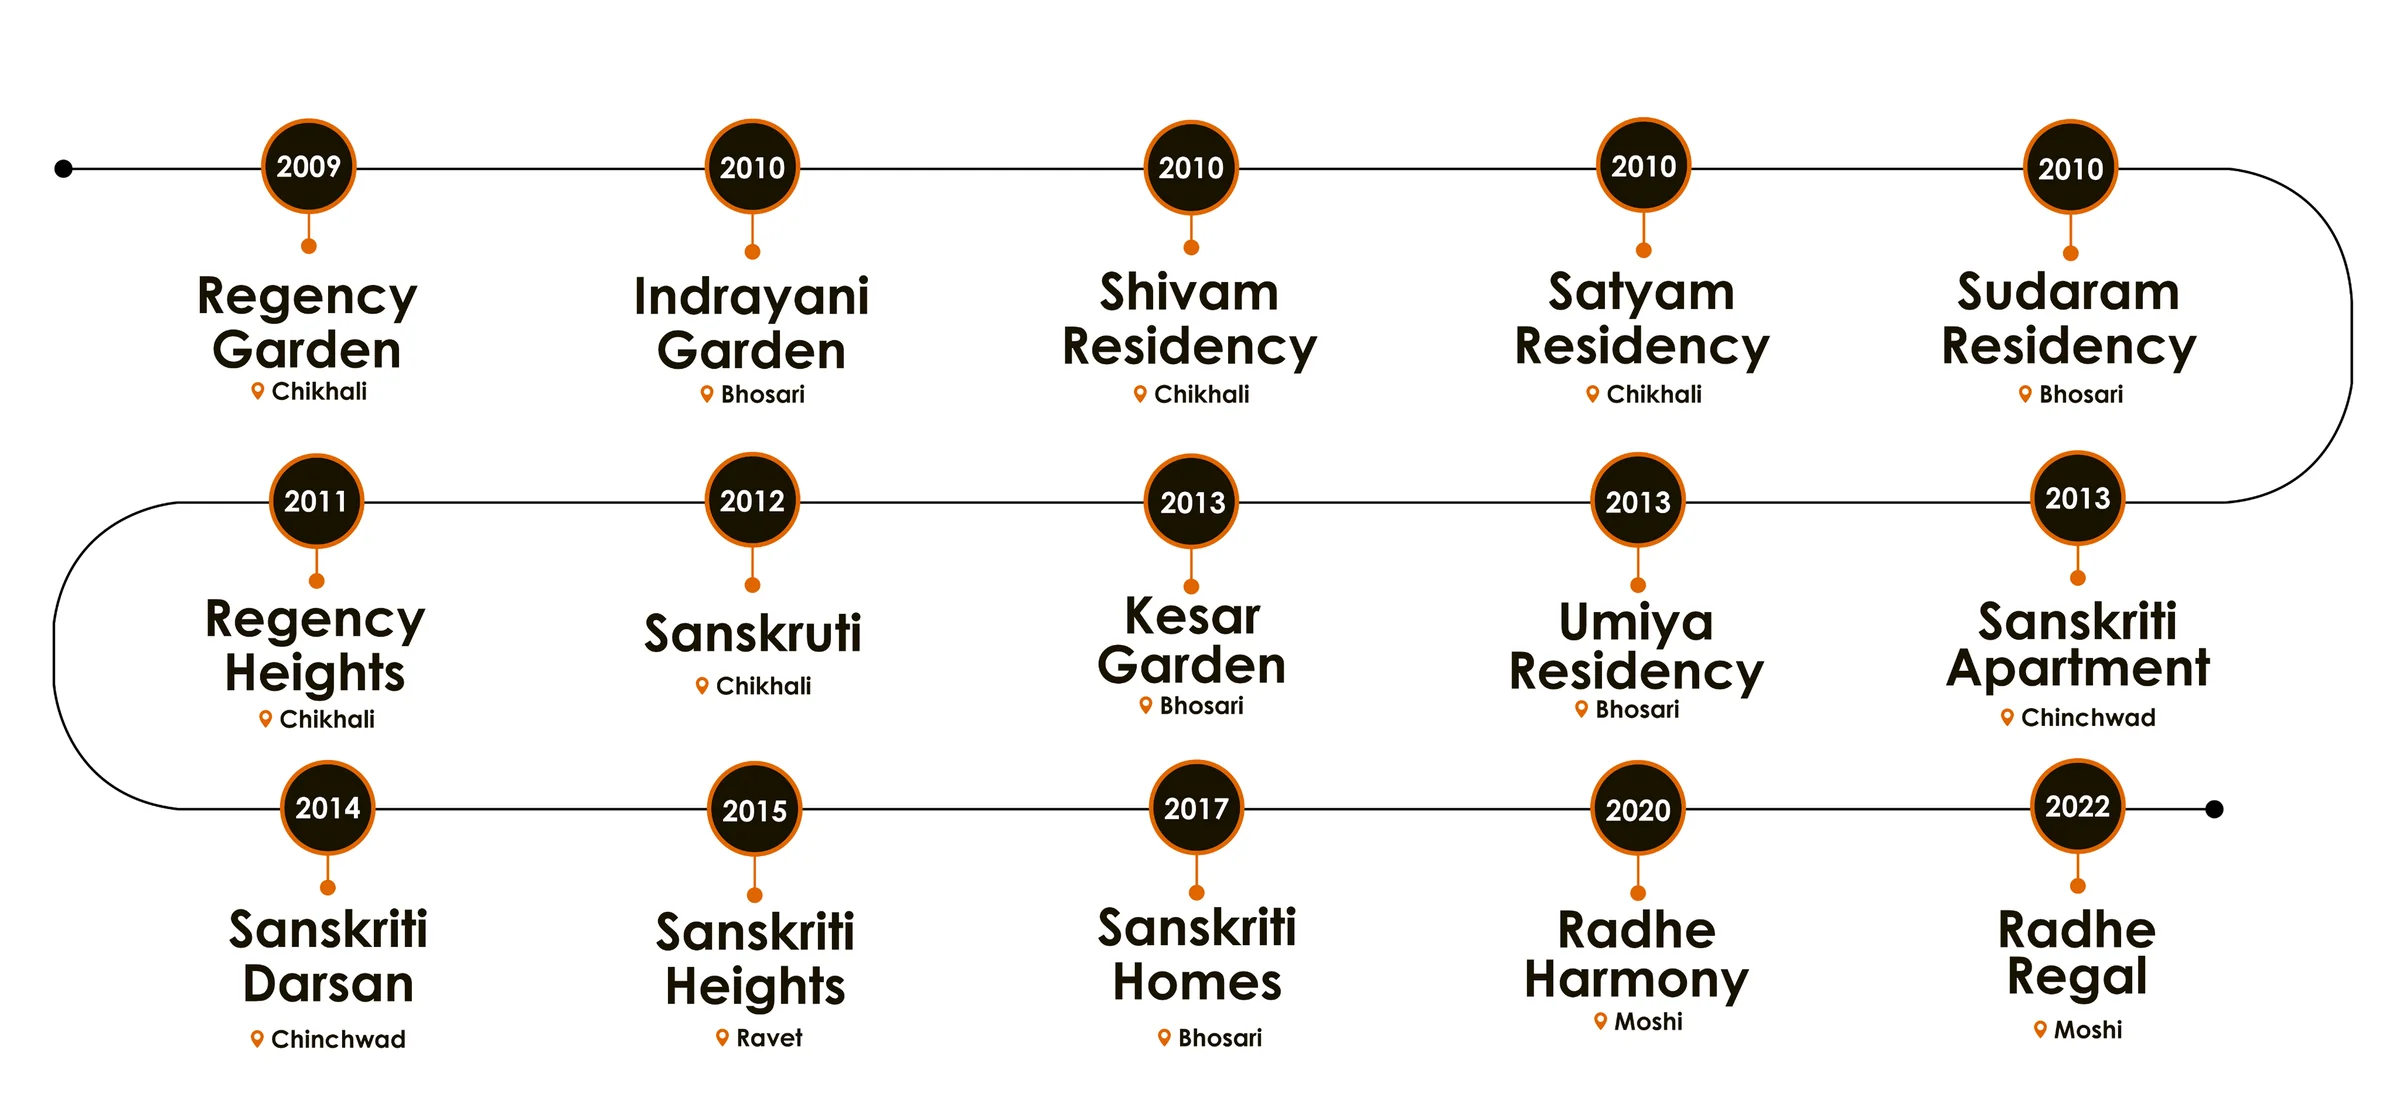 2009
Regency
Garden
Chikhali
2010
Indrayani
Garden
Bhosari
2010
Shivam
Residency
Chikhali
2010
Satyam
Residency
Chikhali
2010
Sudaram
Residency
Bhosari
2011
Regency
Heights
Chikhali
2012
Sanskruti
Chikhali
2013
Kesar
Garden
Bhosari
2013
Umiya
Residency
Bhosari
2013
Sanskriti
Apartment
Chinchwad
2014
Sanskriti
Darsan
Chinchwad
2015
Sanskriti
Heights
Ravet
2017
Sanskriti
Homes
Bhosari
2020
Radhe
Harmony
Moshi
2022
Radhe
Regal
Moshi